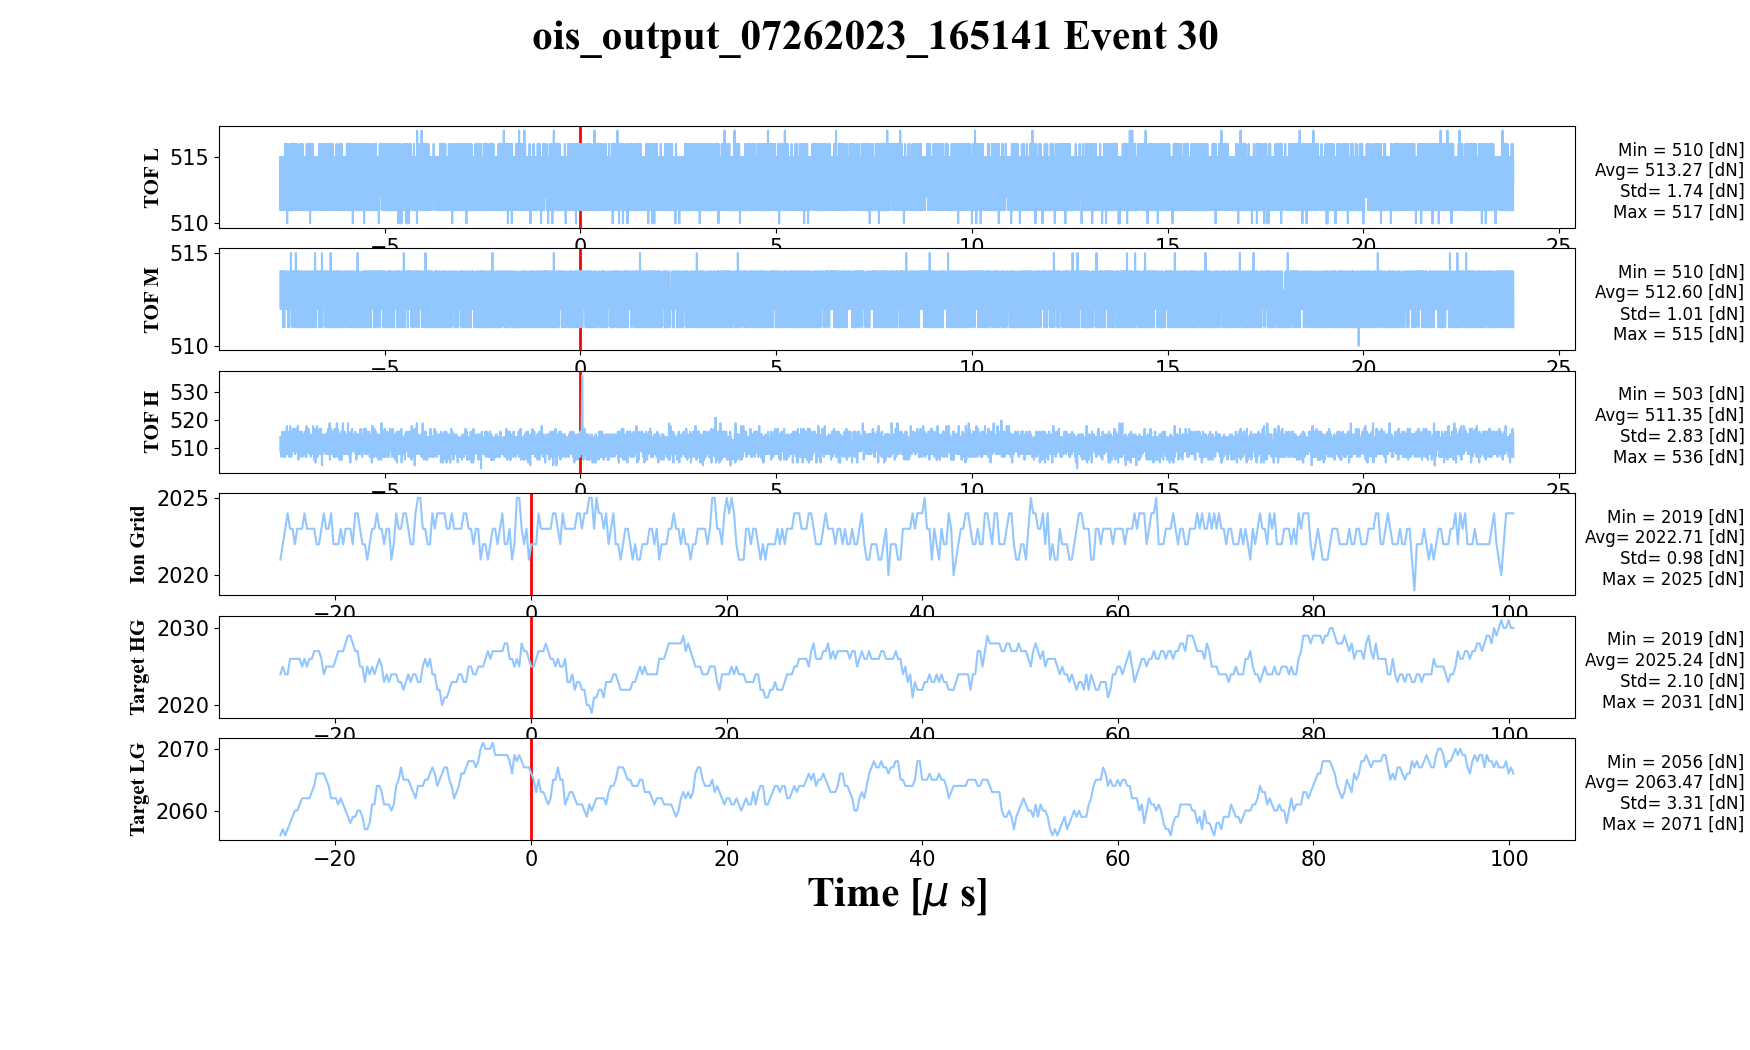 ois_output_07262023_165141 Event 30
TOF L
515
510
−5 0 5 10 15 20 25
Min = 510 [dN]
Avg= 513.27 [dN]
Std= 1.74 [dN]
Max = 517 [dN]
TOF M
515
510
−5 0 5 10 15 20 25
Min = 510 [dN]
Avg= 512.60 [dN]
Std= 1.01 [dN]
Max = 515 [dN]
TOF H
530
520
510
−5 0 5 10 15 20 25
Min = 503 [dN]
Avg= 511.35 [dN]
Std= 2.83 [dN]
Max = 536 [dN]
Ion Grid
2025
2020
−20 0 20 40 60 80 100
Min = 2019 [dN]
Avg= 2022.71 [dN]
Std= 0.98 [dN]
Max = 2025 [dN]
Target HG
2030
2020
−20 0 20 40 60 80 100
Min = 2019 [dN]
Avg= 2025.24 [dN]
Std= 2.10 [dN]
Max = 2031 [dN]
Target LG
2070
2060
−20 0 20 40 60 80 100
Min = 2056 [dN]
Avg= 2063.47 [dN]
Std= 3.31 [dN]
Max = 2071 [dN]
Time [μ s]